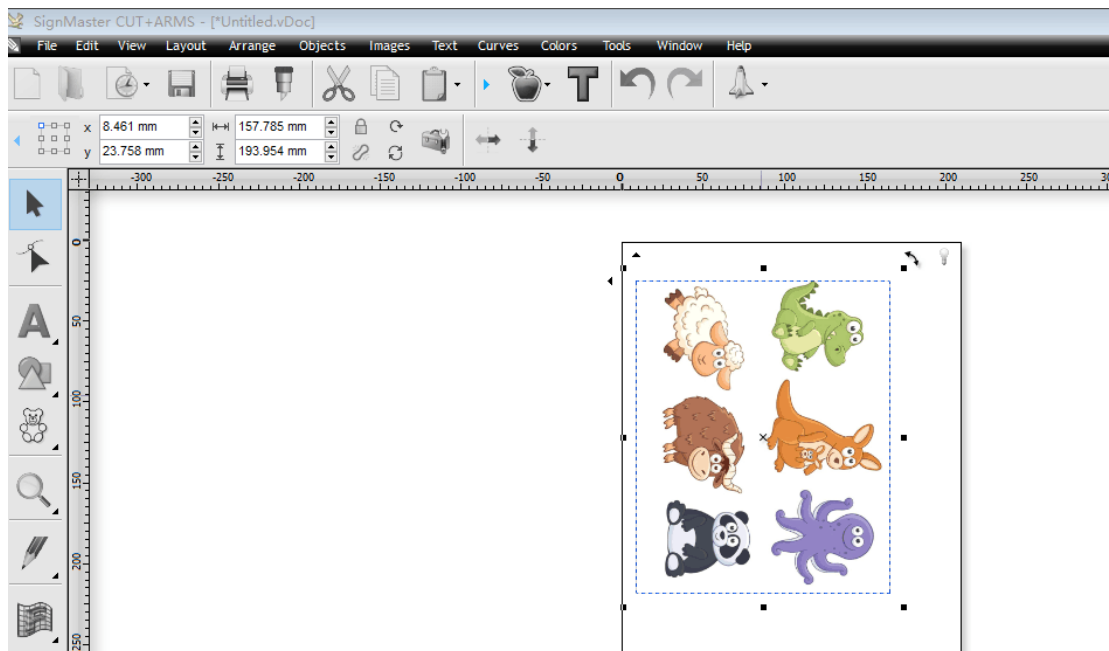 SignMaster CUT+ARMS - [*Untitled.vDoc]
File Edit View Layout Arrange Objects Images Text Curves Colors Tools Window Help
x 8.461 mm 157.785 mm
y 23.758 mm 193.954 mm
-300 -250 -200 -150 -100 -50 0 50 100 150 200 250 30
0
50
100
150
200
250